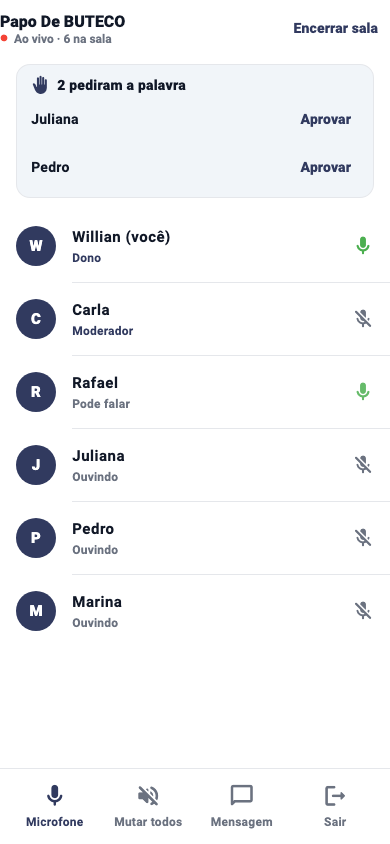 Papo De BUTECO
Encerrar sala
Ao vivo · 6 na sala
2 pediram a palavra
Juliana
Aprovar
Pedro
Aprovar
W
Willian (você)
Dono
C
Carla
Moderador
R
Rafael
Pode falar
J
Juliana
Ouvindo
P
Pedro
Ouvindo
M
Marina
Ouvindo
Microfone
Mutar todos
Mensagem
Sair